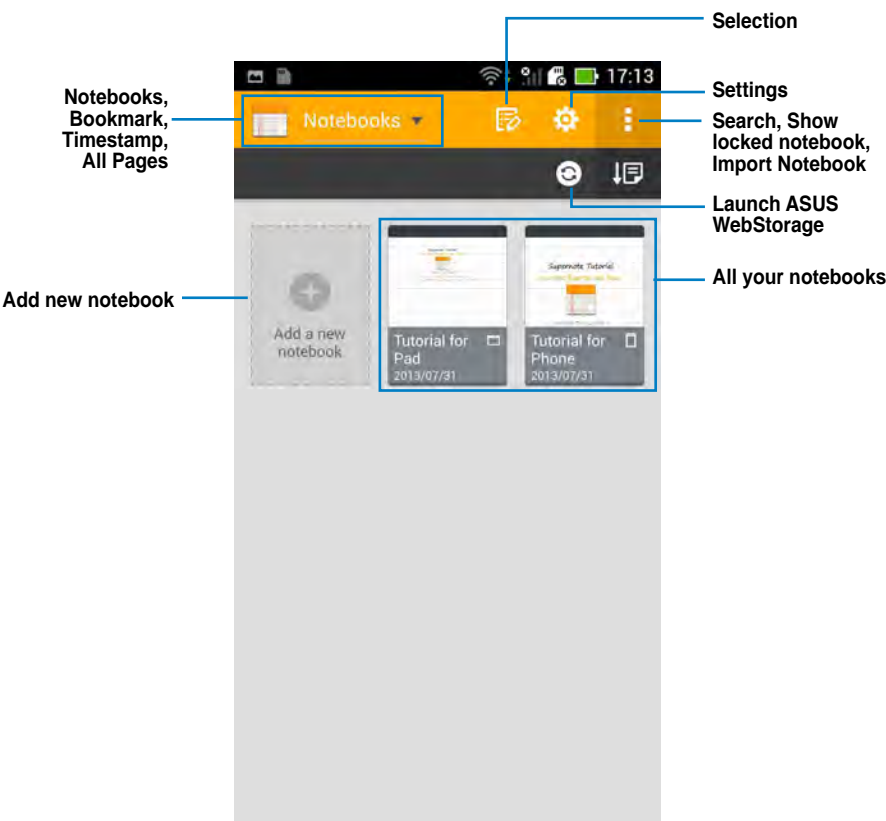 Selection
17:13
Notebooks,
Bookmark,
Timestamp,
All Pages
Notebooks
Settings
Search, Show
locked notebook,
Import Notebook
Launch ASUS
WebStorage
Add new notebook
Add a new
notebook
Supernote Tutorial
Tutorial for
Pad
2013/07/31
Tutorial for
Phone
2013/07/31
All your notebooks